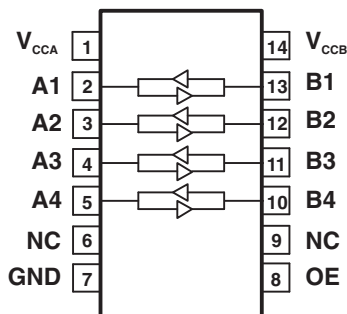 VCCA 1 14 VCCB
A1 2 13 B1
A2 3 12 B2
A3 4 11 B3
A4 5 10 B4
NC 6 9 NC
GND 7 8 OE